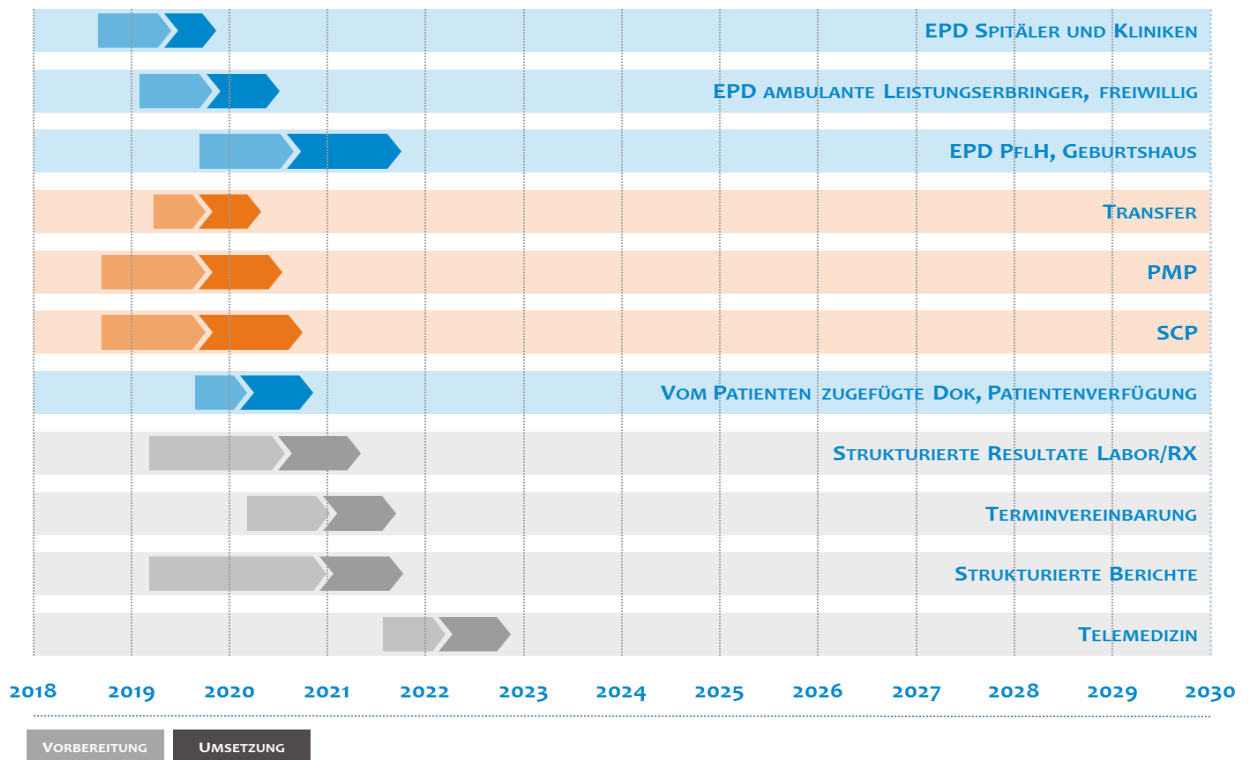 EPD Spitäler und Kliniken
EPD ambulante Leistungserbringer, freiwillig
EPD PflH, Geburtshaus
Transfer
PMP
SCP
Vom Patienten zugefügte Dok, Patientenverfügung
Strukturierte Resultate Labor/RX
Terminvereinbarung
Strukturierte Berichte
Telemedizin
2018 2019 2020 2021 2022 2023 2024 2025 2026 2027 2028 2029 2030
Vorbereitung Umsetzung